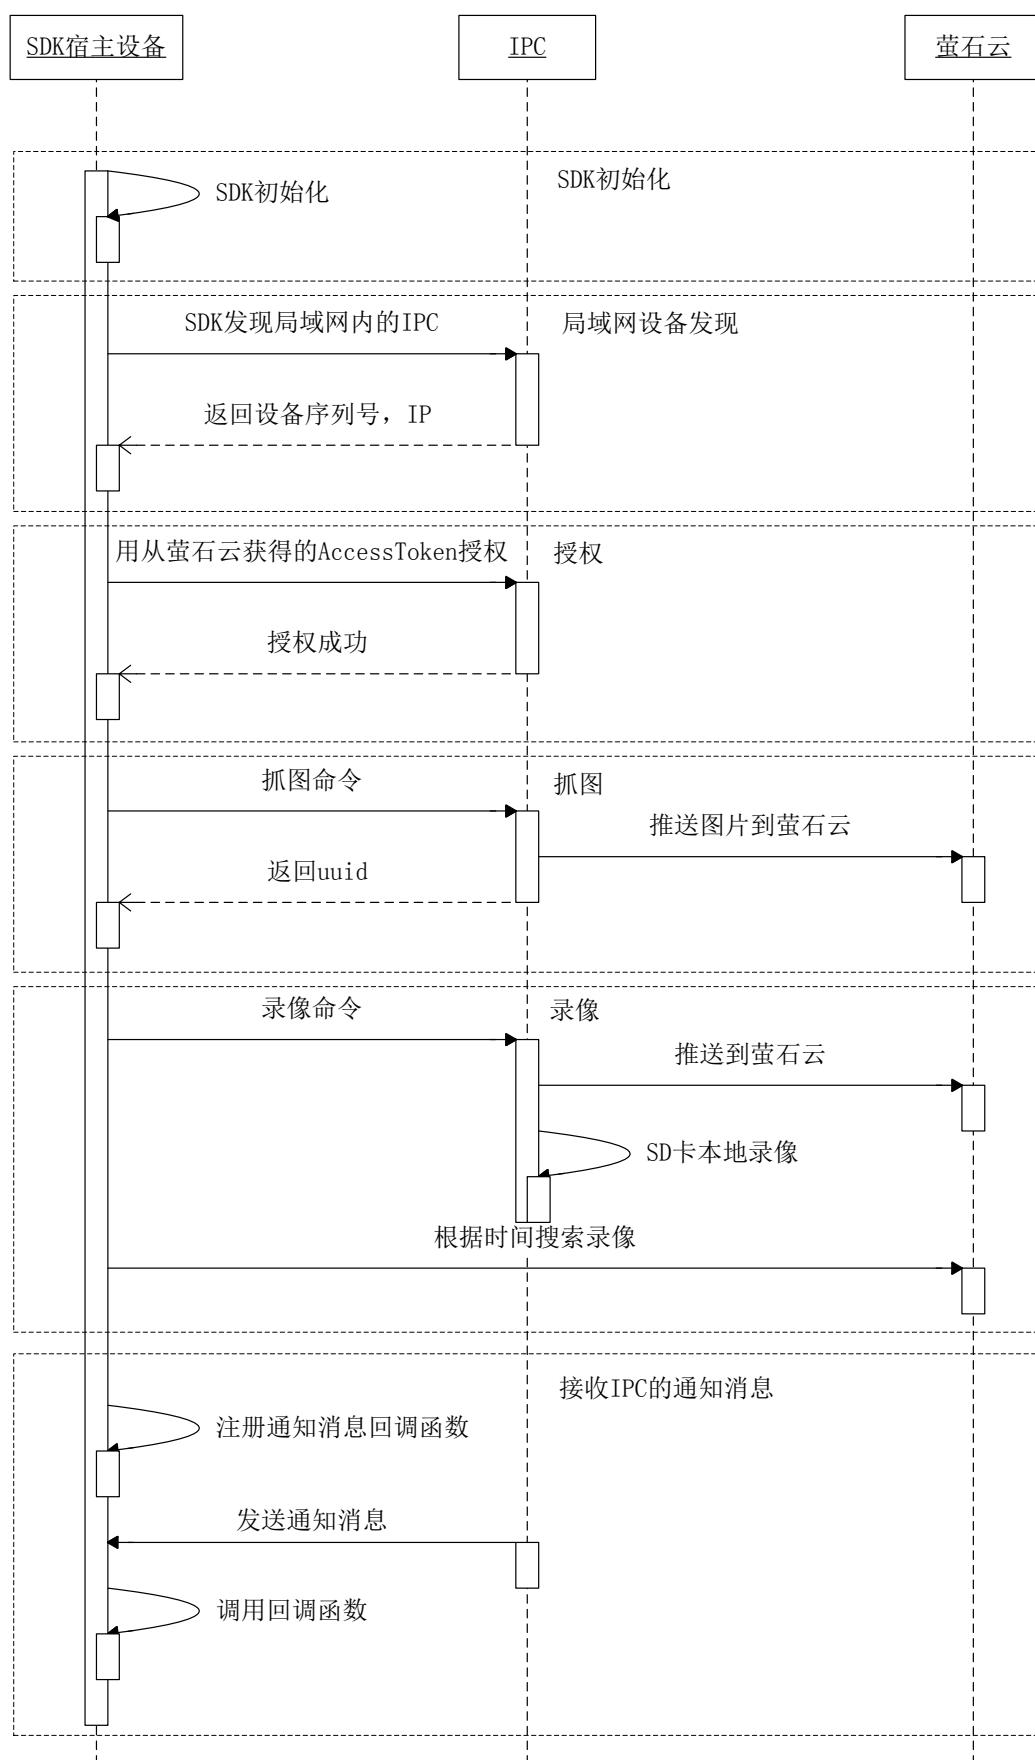 SDK宿主设备
IPC
萤石云
SDK初始化
SDK初始化
SDK发现局域网内的IPC
局域网设备发现
返回设备序列号，IP
用从萤石云获得的AccessToken授权
授权
授权成功
抓图命令
抓图
推送图片到萤石云
返回uuid
录像命令
录像
推送到萤石云
SD卡本地录像
根据时间搜索录像
接收IPC的通知消息
注册通知消息回调函数
发送通知消息
调用回调函数